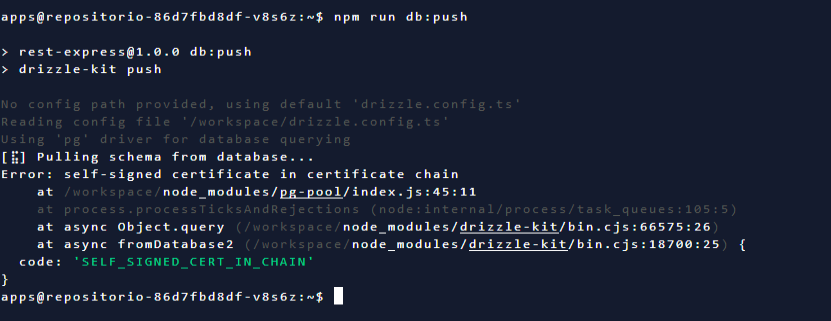 apps@repositorio-86d7fbd8df-v8s6z:~$ npm run db:push
> rest-express@1.0.0 db:push
> drizzle-kit push
No config path provided, using default 'drizzle.config.ts'
Reading config file '/workspace/drizzle.config.ts'
Using 'pg' driver for database querying
[⣷] Pulling schema from database...
Error: self-signed certificate in certificate chain
    at /workspace/node_modules/pg-pool/index.js:45:11
    at process.processTicksAndRejections (node:internal/process/task_queues:105:5)
    at async Object.query (/workspace/node_modules/drizzle-kit/bin.cjs:66575:26)
    at async fromDatabase2 (/workspace/node_modules/drizzle-kit/bin.cjs:18700:25) {
  code: 'SELF_SIGNED_CERT_IN_CHAIN'
}
apps@repositorio-86d7fbd8df-v8s6z:~$